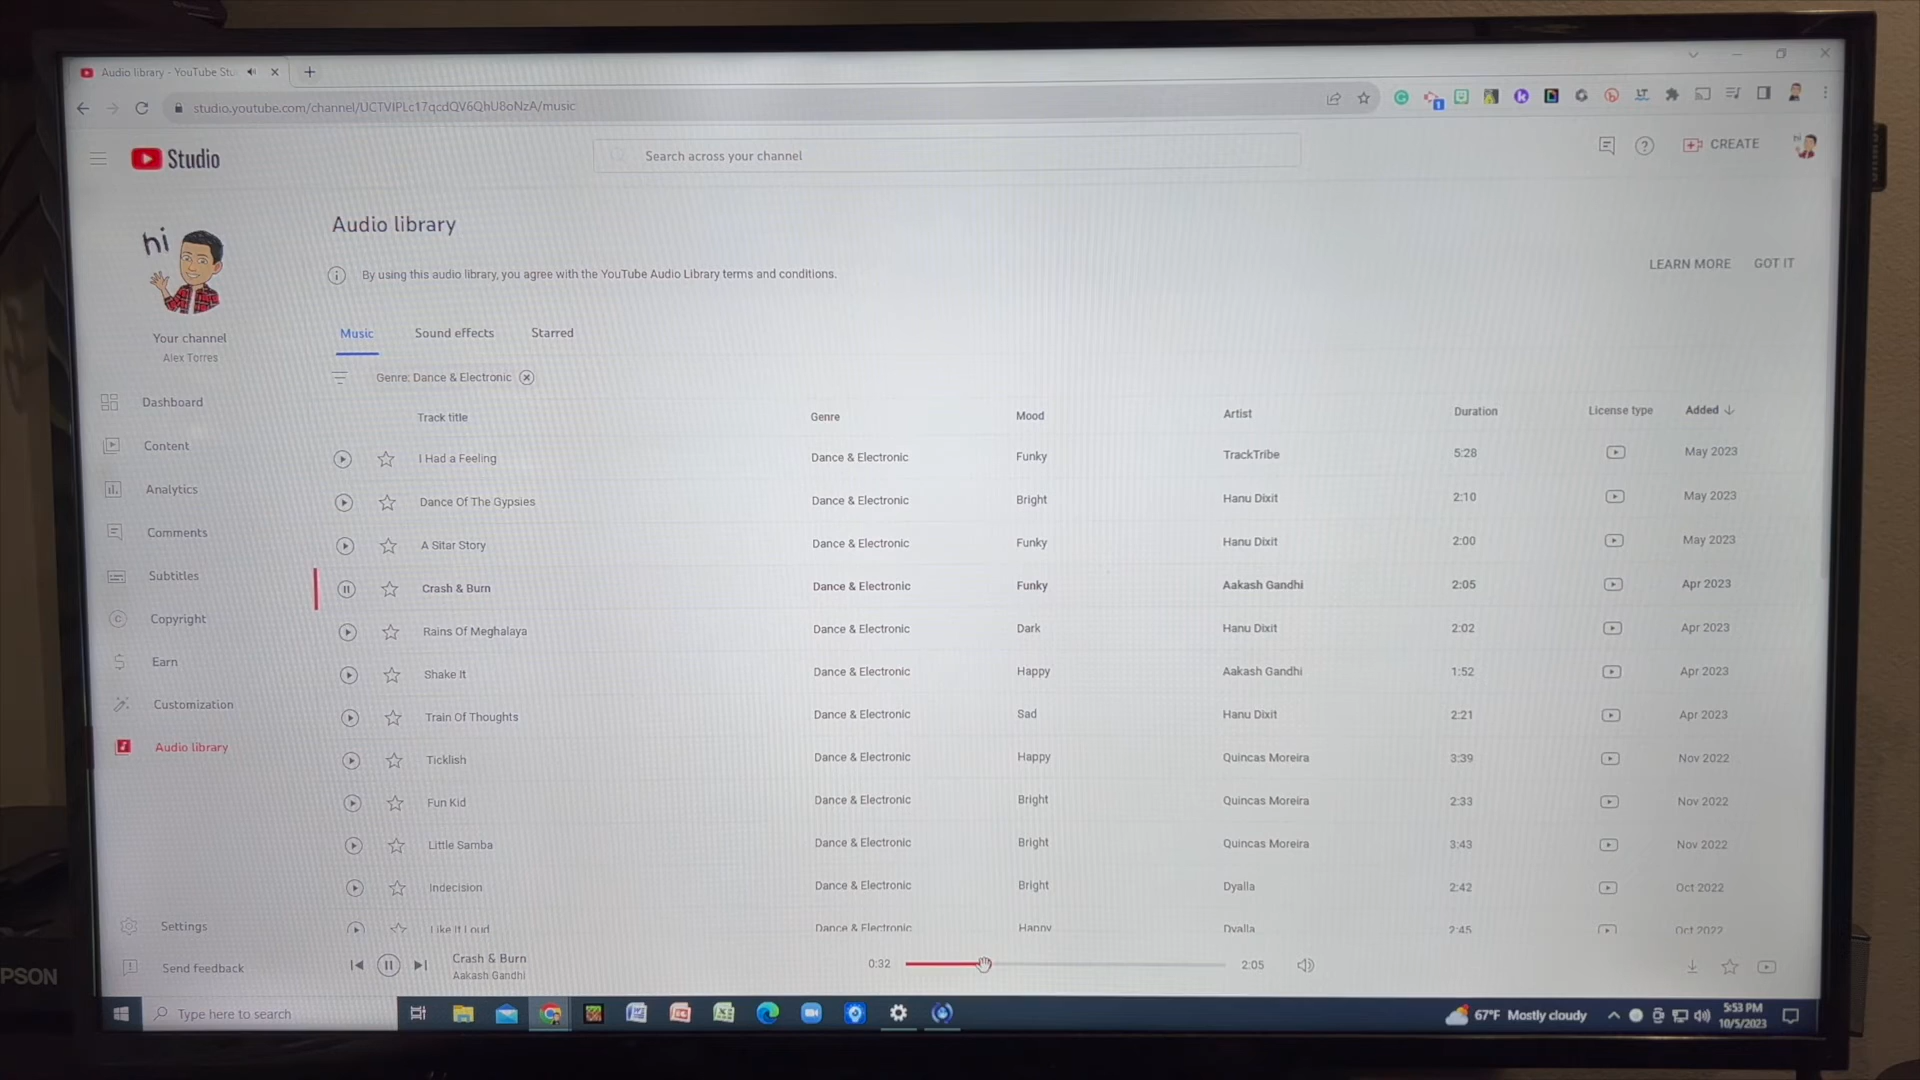 Audio library - YouTube Stu
studio.youtube.com/channel/UCTVIPLc17qcdQV6QhU8oNzA/music
Studio
Search across your channel
CREATE
hi
Your channel
Alex Torres
Dashboard
Content
Analytics
Comments
Subtitles
Copyright
Earn
Customization
Audio library
Settings
Send feedback
Audio library
By using this audio library, you agree with the YouTube Audio Library terms and conditions.
LEARN MORE GOT IT
Music Sound effects Starred
Genre: Dance & Electronic
Track title Genre Mood Artist Duration License type Added
I Had a Feeling Dance & Electronic Funky TrackTribe 5:28 May 2023
Dance Of The Gypsies Dance & Electronic Bright Hanu Dixit 2:10 May 2023
A Sitar Story Dance & Electronic Funky Hanu Dixit 2:00 May 2023
Crash & Burn Dance & Electronic Funky Aakash Gandhi 2:05 Apr 2023
Rains Of Meghalaya Dance & Electronic Dark Hanu Dixit 2:02 Apr 2023
Shake It Dance & Electronic Happy Aakash Gandhi 1:52 Apr 2023
Train Of Thoughts Dance & Electronic Sad Hanu Dixit 2:21 Apr 2023
Ticklish Dance & Electronic Happy Quincas Moreira 3:39 Nov 2022
Fun Kid Dance & Electronic Bright Quincas Moreira 2:33 Nov 2022
Little Samba Dance & Electronic Bright Quincas Moreira 3:43 Nov 2022
Indecision Dance & Electronic Bright Dyalla 2:42 Oct 2022
Like It Loud Dance & Electronic Happy Dyalla 2:45 Oct 2022
Crash & Burn
Aakash Gandhi
0:32 2:05
PSON
Type here to search
67°F Mostly cloudy
5:53 PM
10/5/2023